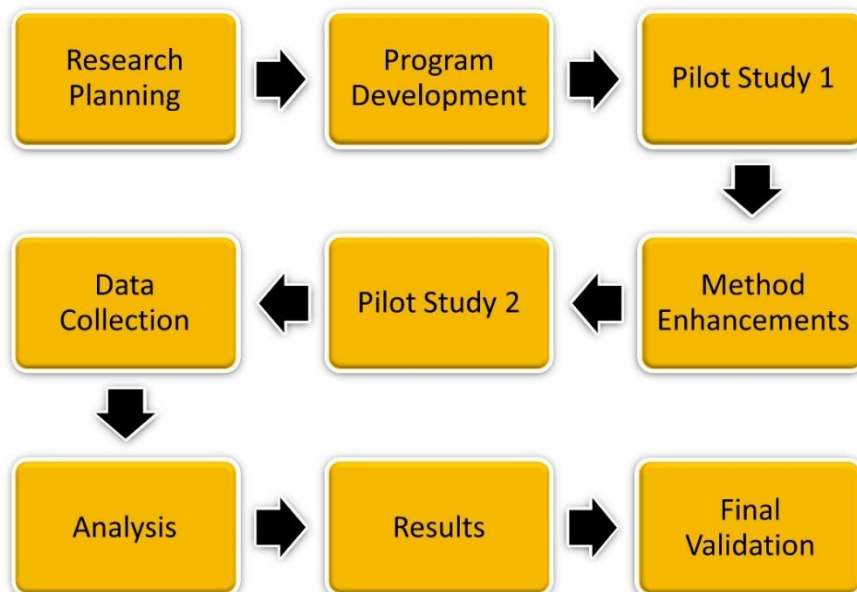 Research
Planning
Program
Development
Pilot Study 1
Method
Enhancements
Pilot Study 2
Data
Collection
Analysis
Results
Final
Validation